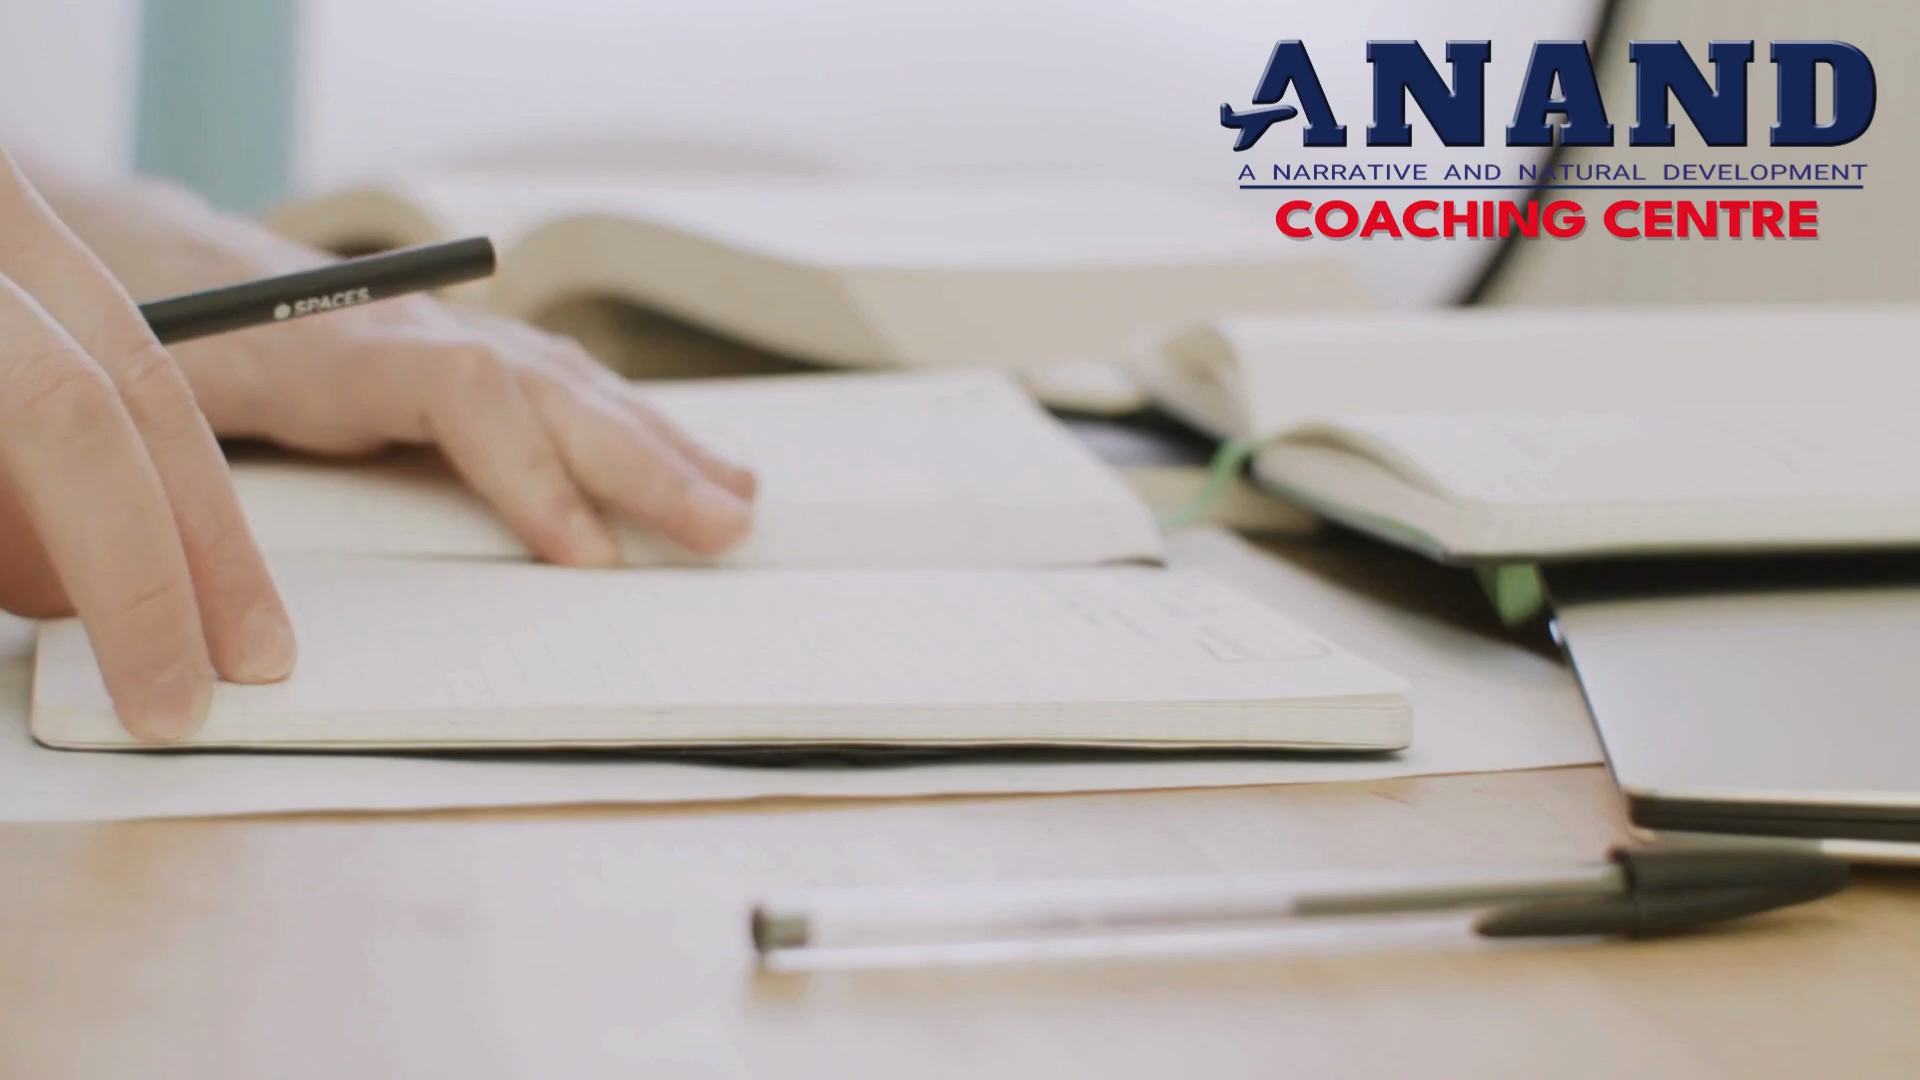 ANAND
A NARRATIVE AND NATURAL DEVELOPMENT
COACHING CENTRE
SPACES